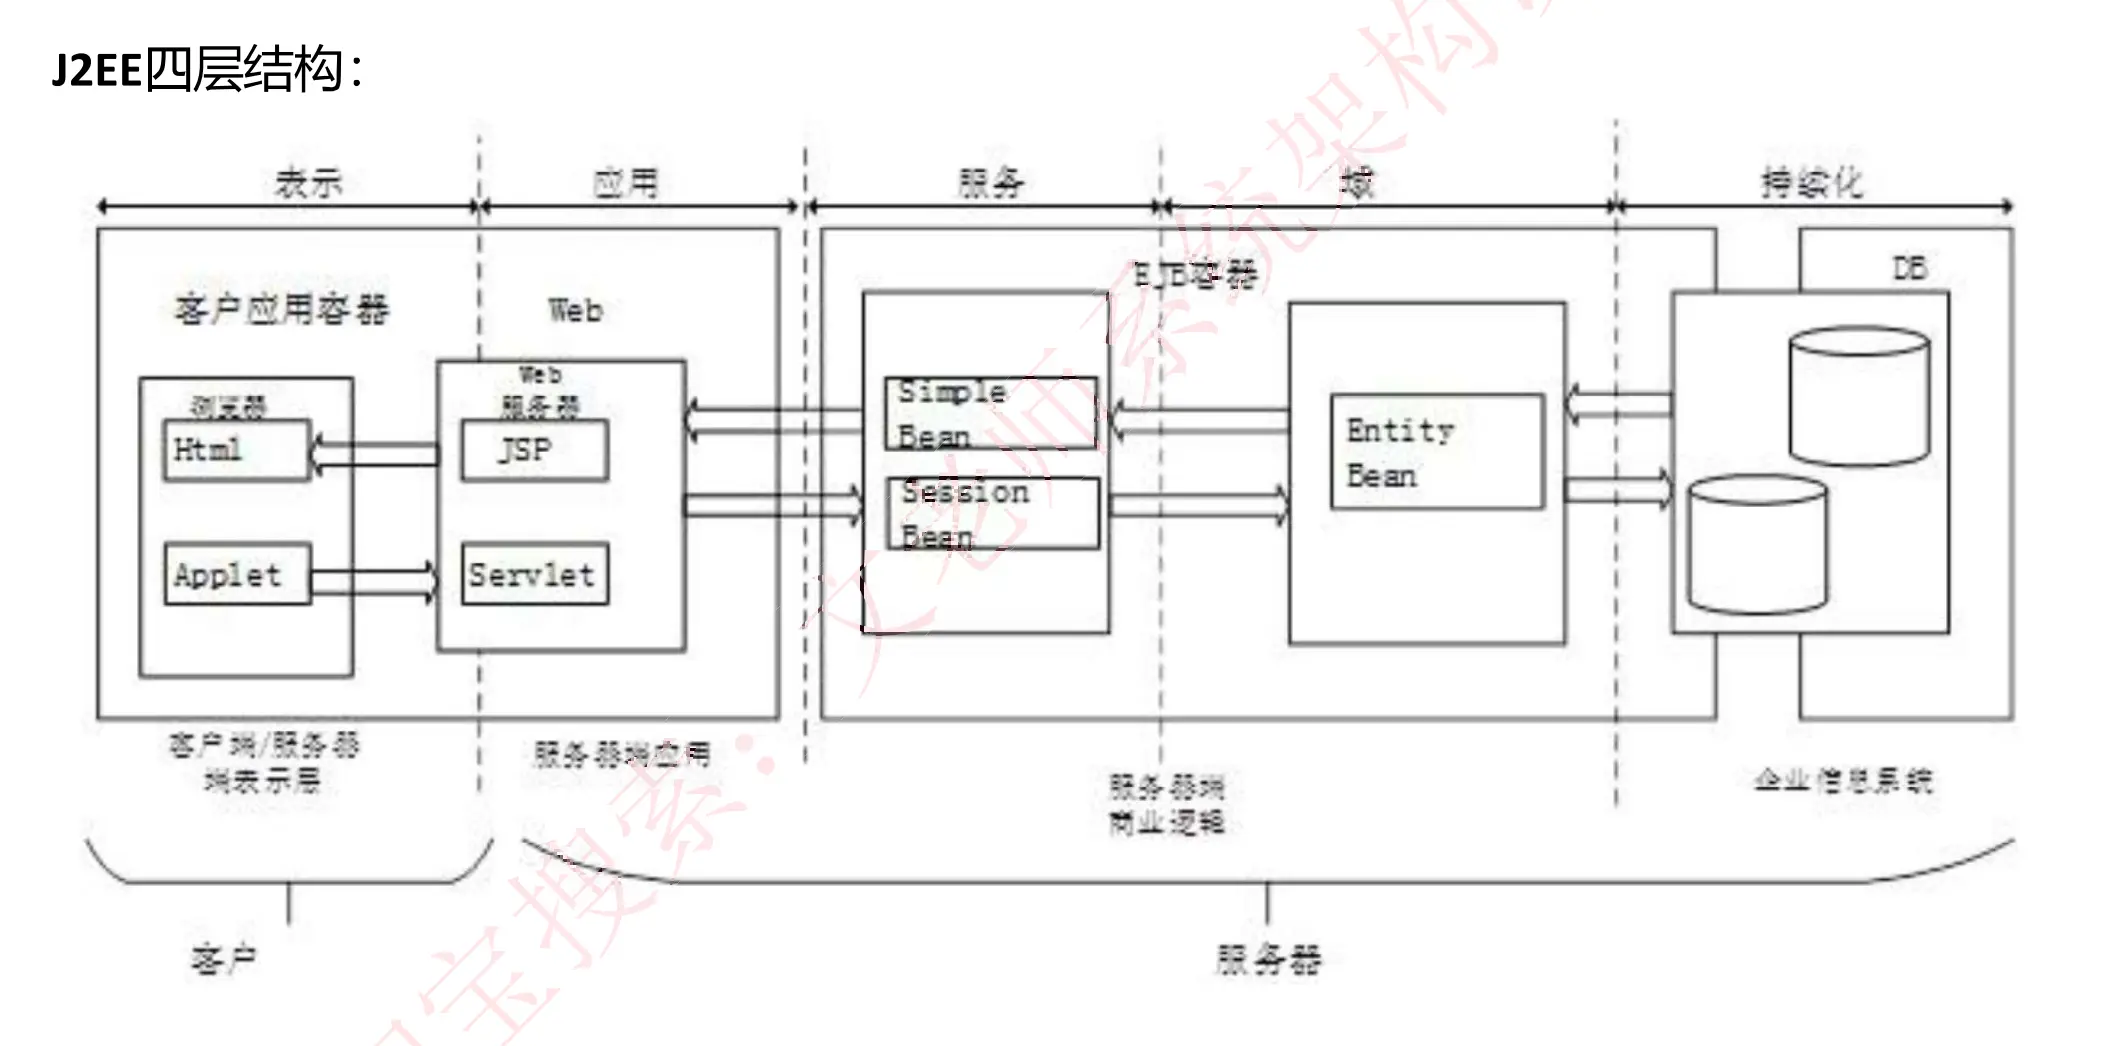 J2EE四层结构：
表示
应用
服务
域
持续化
EJB容器
DB
客户应用容器
Web
浏览器
Html
Applet
Web
服务器
JSP
Servlet
Simple
Bean
Session
Bean
Entity
Bean
客户端/服务器
端表示层
服务器端应用
服务器端
商业逻辑
企业信息系统
客户
服务器
宝搜索：文老师系统架构